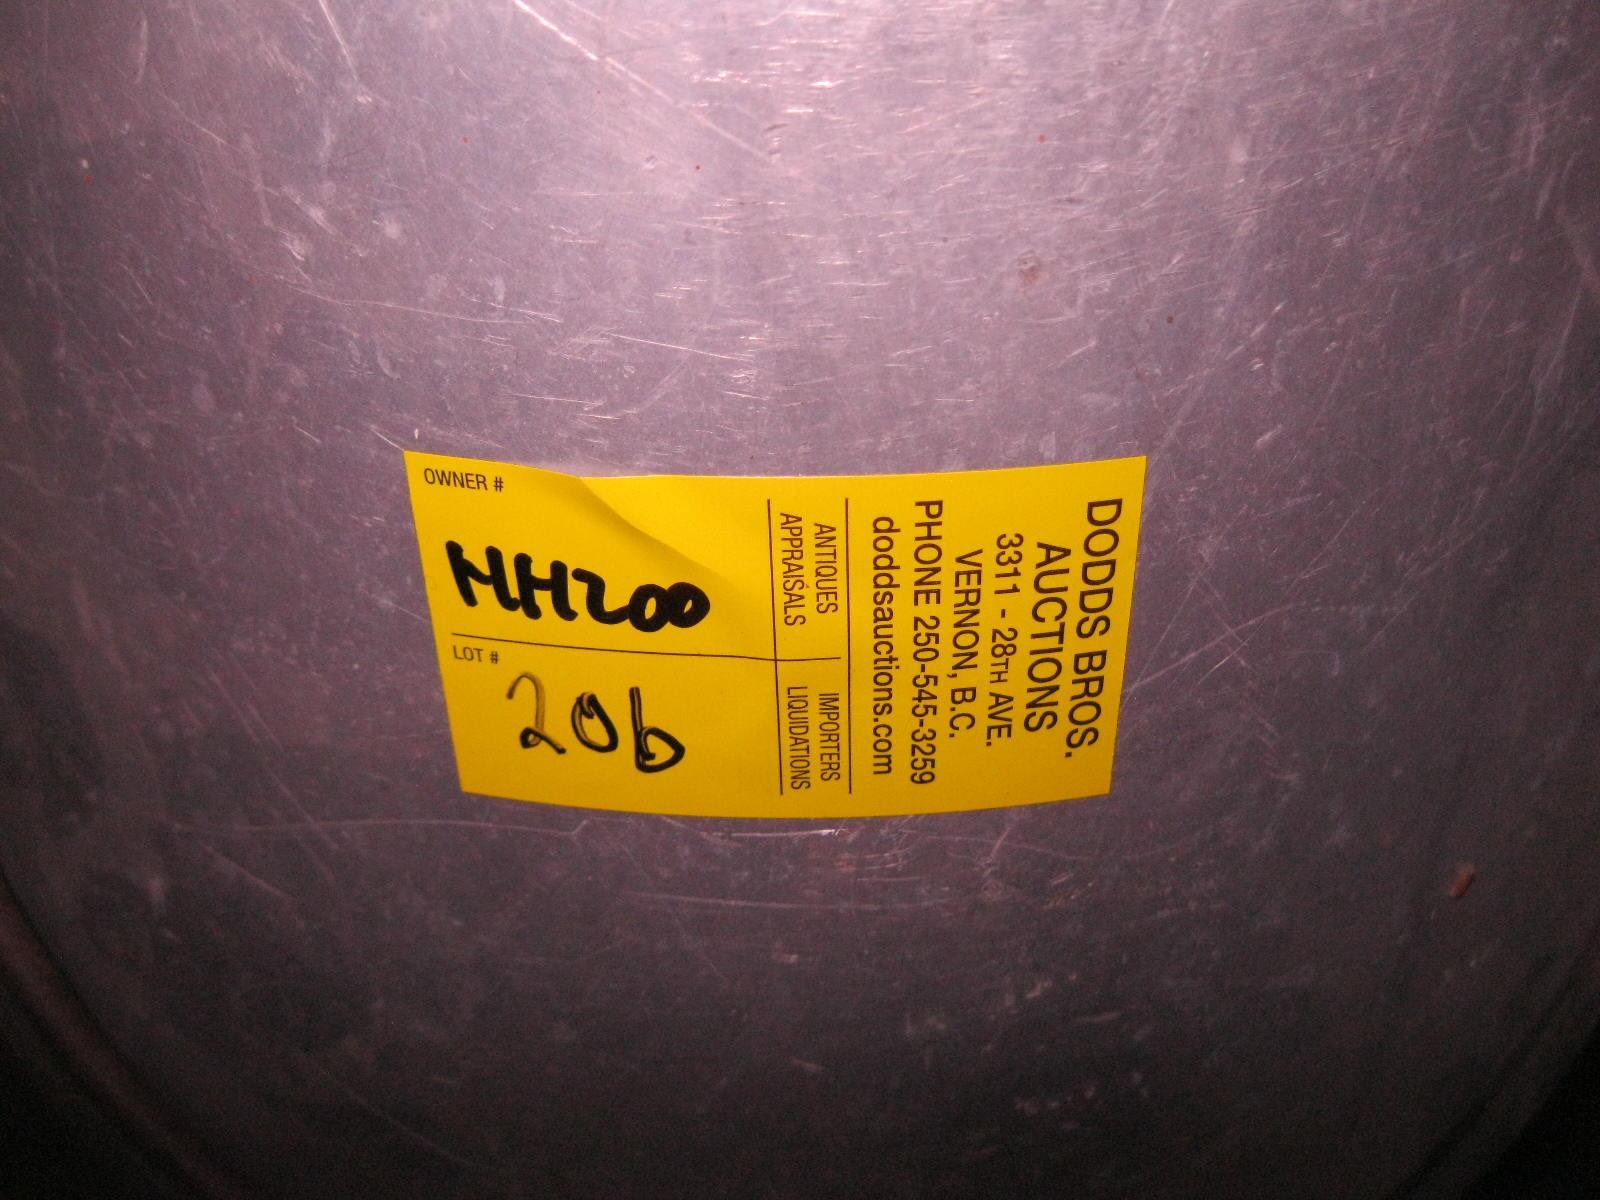 OWNER #
MH200
LOT #
206
ANTIQUES
APPRAISALS
IMPORTERS
LIQUIDATIONS
DODDS BROS.
AUCTIONS
3311 - 28TH AVE.
VERNON, B.C.
PHONE 250-545-3259
doddsauctions.com